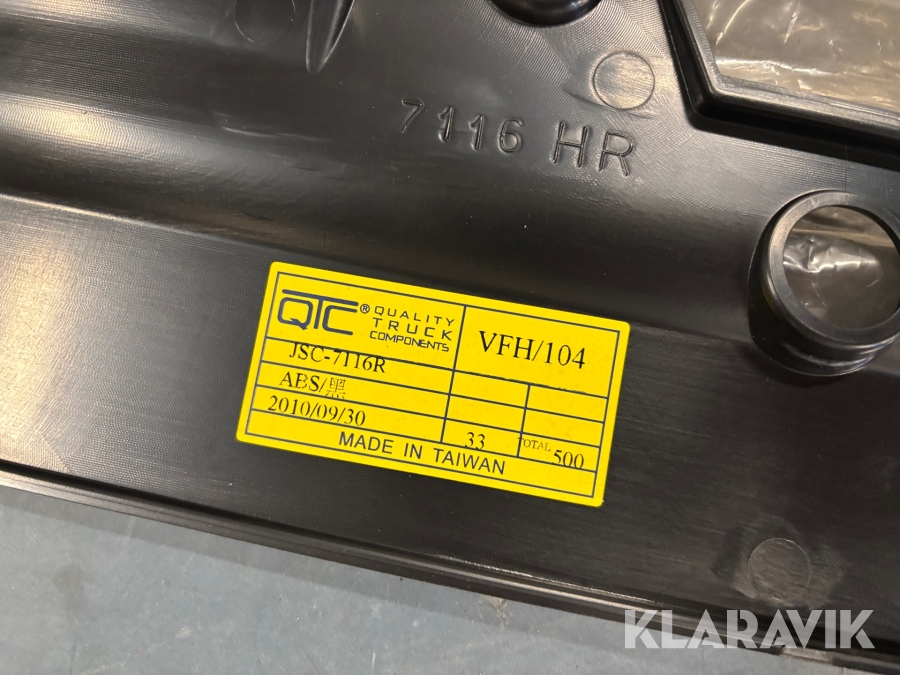 7116 HR
QTC® QUALITY
TRUCK
COMPONENTS
VFH/104
JSC-7116R
ABS/黑
2010/09/30
33
TOTAL 500
MADE IN TAIWAN
KLARAVIK